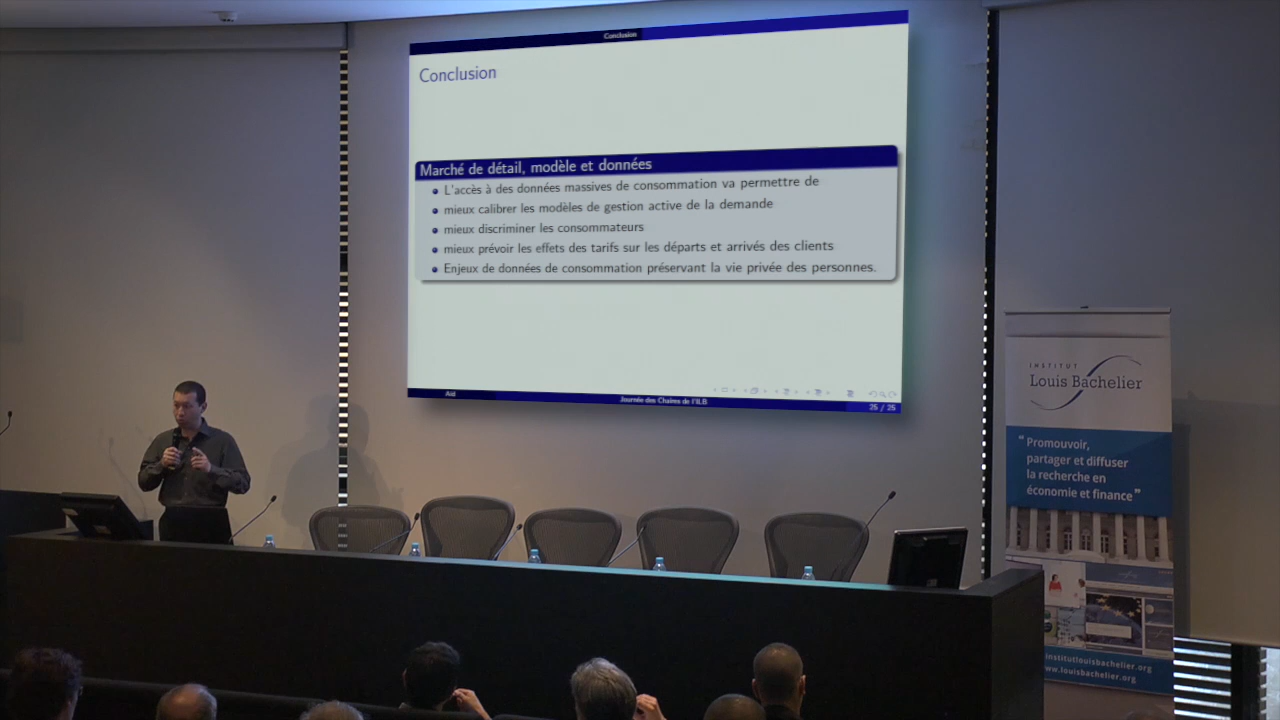 Conclusion
Conclusion
Marché de détail, modèle et données
L'accès à des données massives de consommation va permettre de
mieux calibrer les modèles de gestion active de la demande
mieux discriminer les consommateurs
mieux prévoir les effets des tarifs sur les départs et arrivés des clients
Enjeux de données de consommation préservant la vie privée des personnes.
Aïd
Journée des Chaires de l'ILB
25 / 25
INSTITUT
Louis Bachelier
" Promouvoir,
partager et diffuser
la recherche en
économie et finance "
institutlouisbachelier.org
www.louisbachelier.org